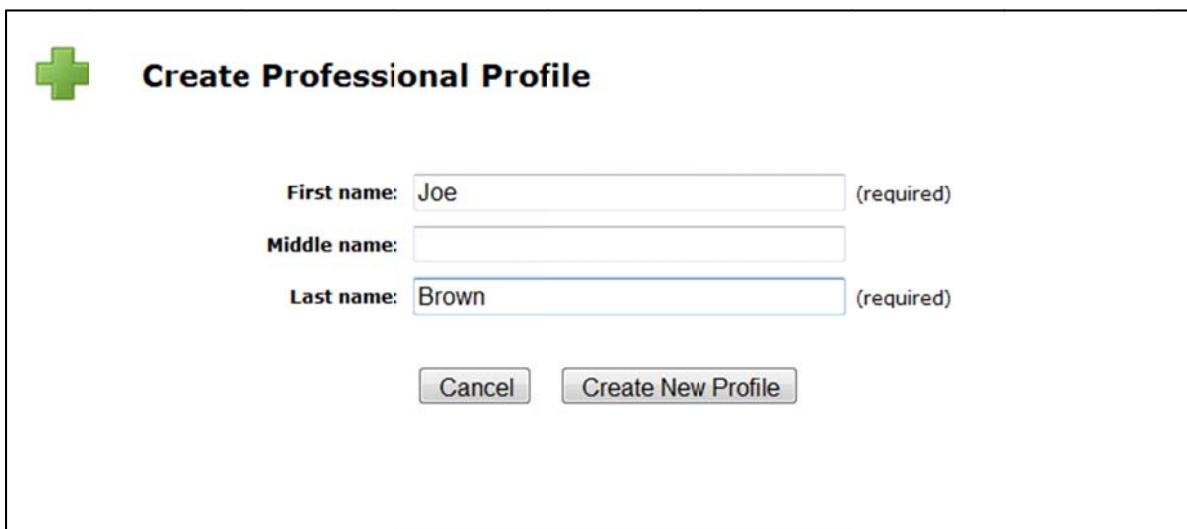 Create Professional Profile
First name: Joe (required)
Middle name:
Last name: Brown (required)
Cancel Create New Profile